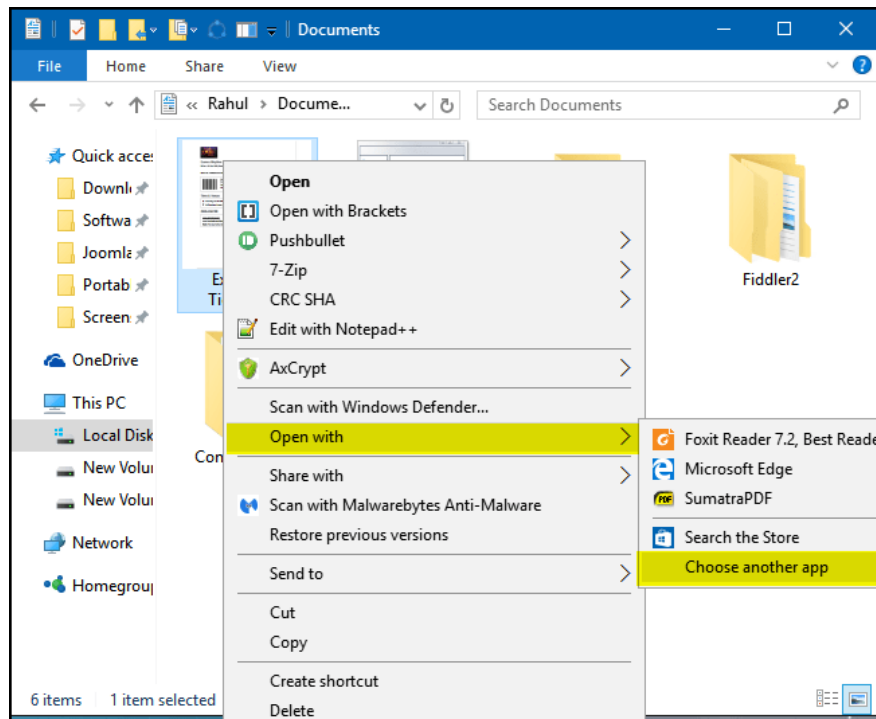 Documents
File Home Share View
« Rahul > Docume...
Search Documents
Quick acce
Downl
Softwa
Joomla
Portab
Screen
OneDrive
This PC
Local Disk
New Volu
New Volu
Network
Homegroup
E
Ti
Con
Fiddler2
Open
Open with Brackets
Pushbullet
7-Zip
CRC SHA
Edit with Notepad++
AxCrypt
Scan with Windows Defender...
Open with
Share with
Scan with Malwarebytes Anti-Malware
Restore previous versions
Send to
Cut
Copy
Create shortcut
Delete
Foxit Reader 7.2, Best Reade
Microsoft Edge
PDF SumatraPDF
Search the Store
Choose another app
6 items 1 item selected